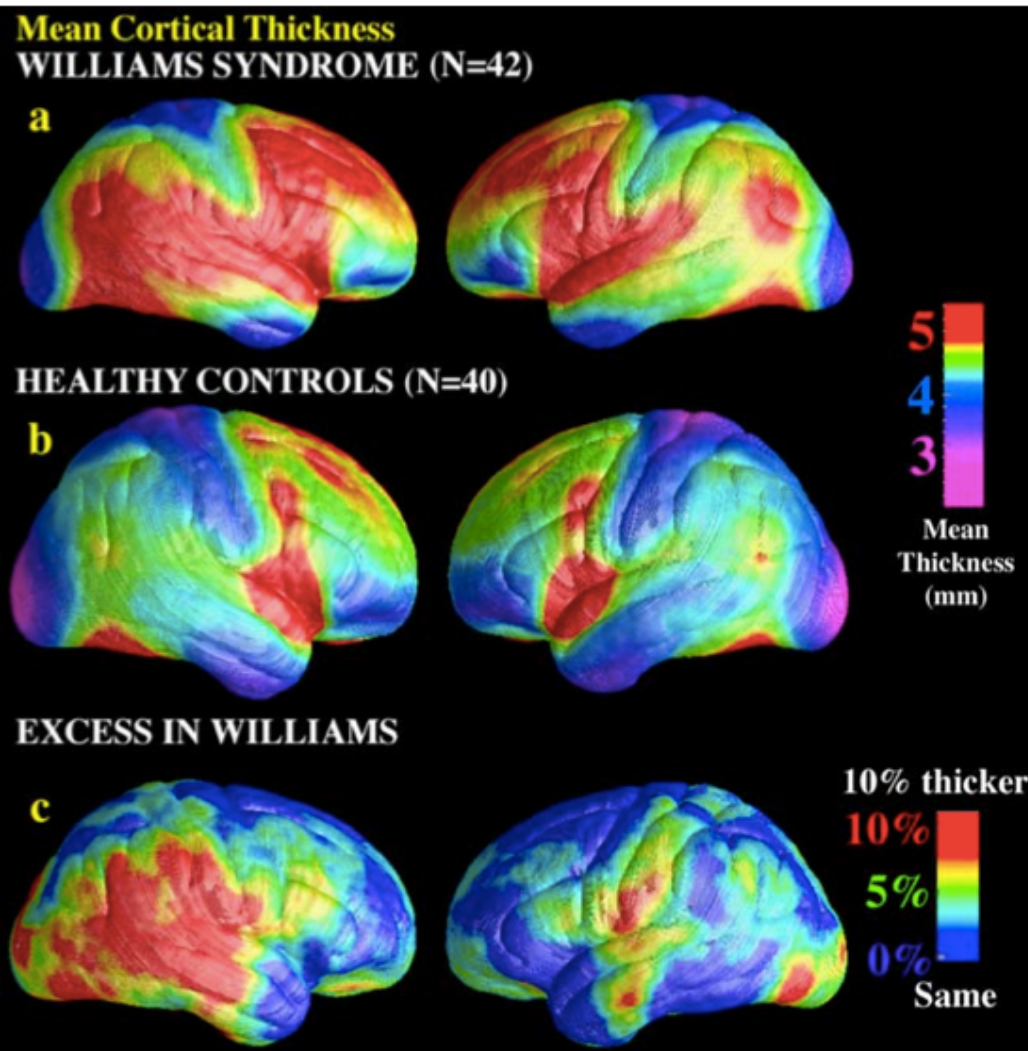 Mean Cortical Thickness
WILLIAMS SYNDROME (N=42)
a
HEALTHY CONTROLS (N=40)
b
5
4
3
Mean
Thickness
(mm)
EXCESS IN WILLIAMS
c
10% thicker
10%
5%
0%
Same